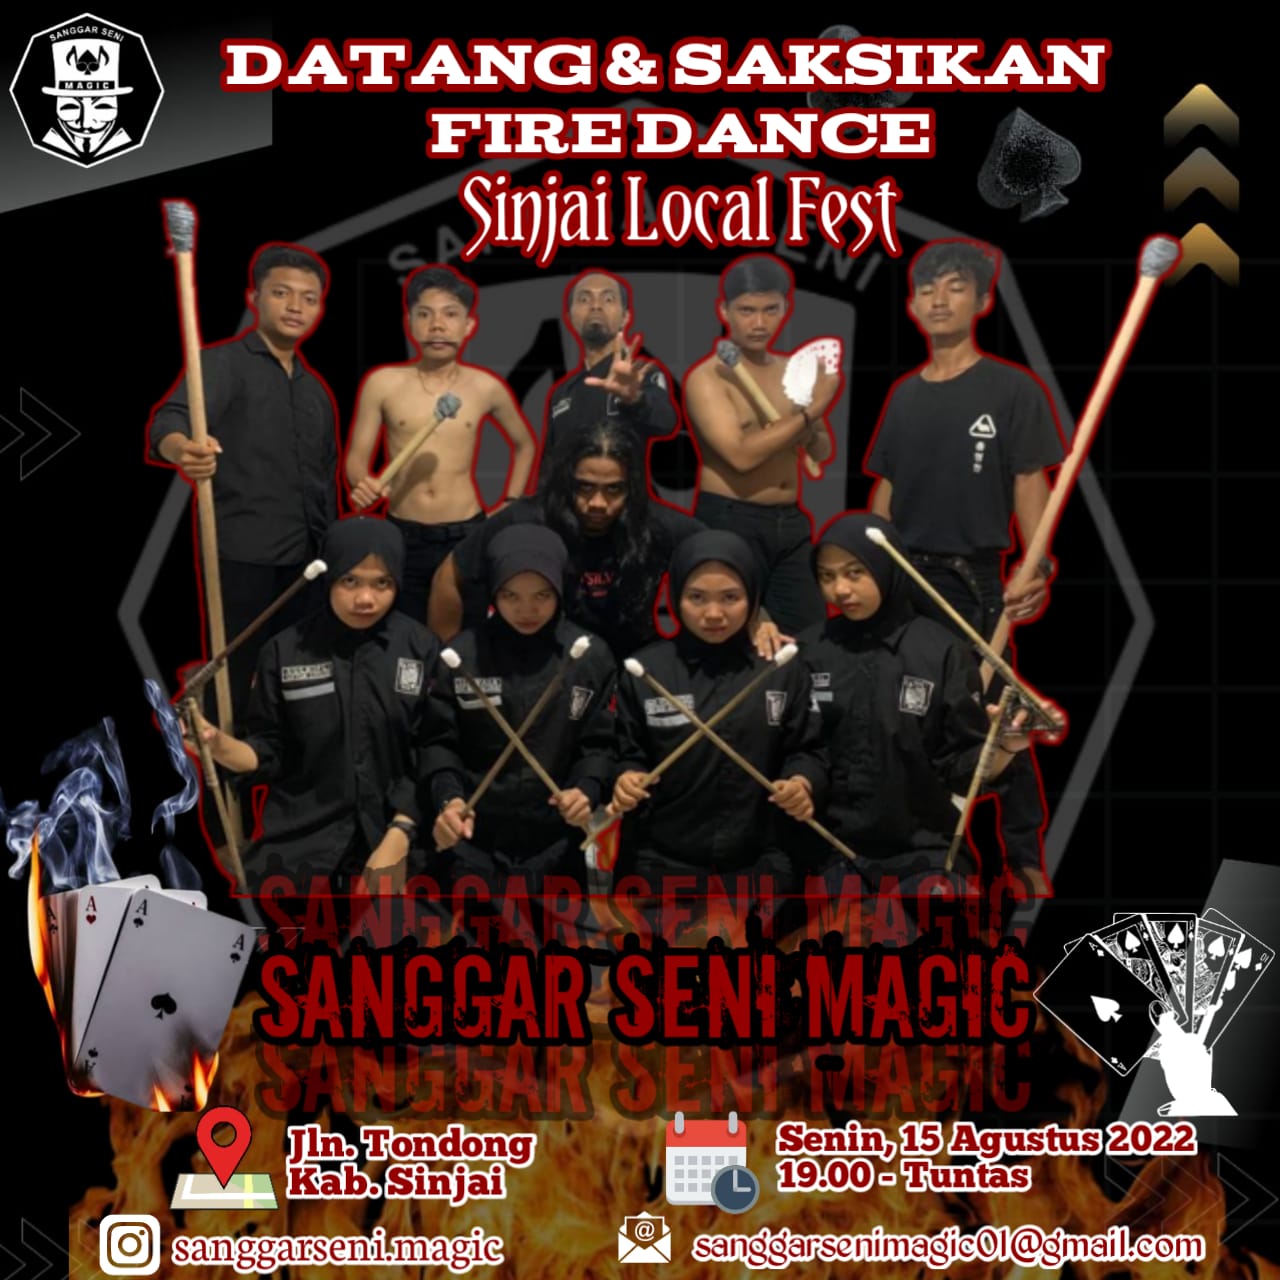 SANGGAR SENI
MAGIC
DATANG & SAKSIKAN
FIRE DANCE
Sinjai Local Fest
SANGGAR SENI MAGIC
SANGGAR SENI MAGIC
SANGGAR SENI MAGIC
A
A
A
Jln. Tondong
Kab. Sinjai
Senin, 15 Agustus 2022
19.00 - Tuntas
sanggarseni.magic
sanggarsenimagic01@gmail.com